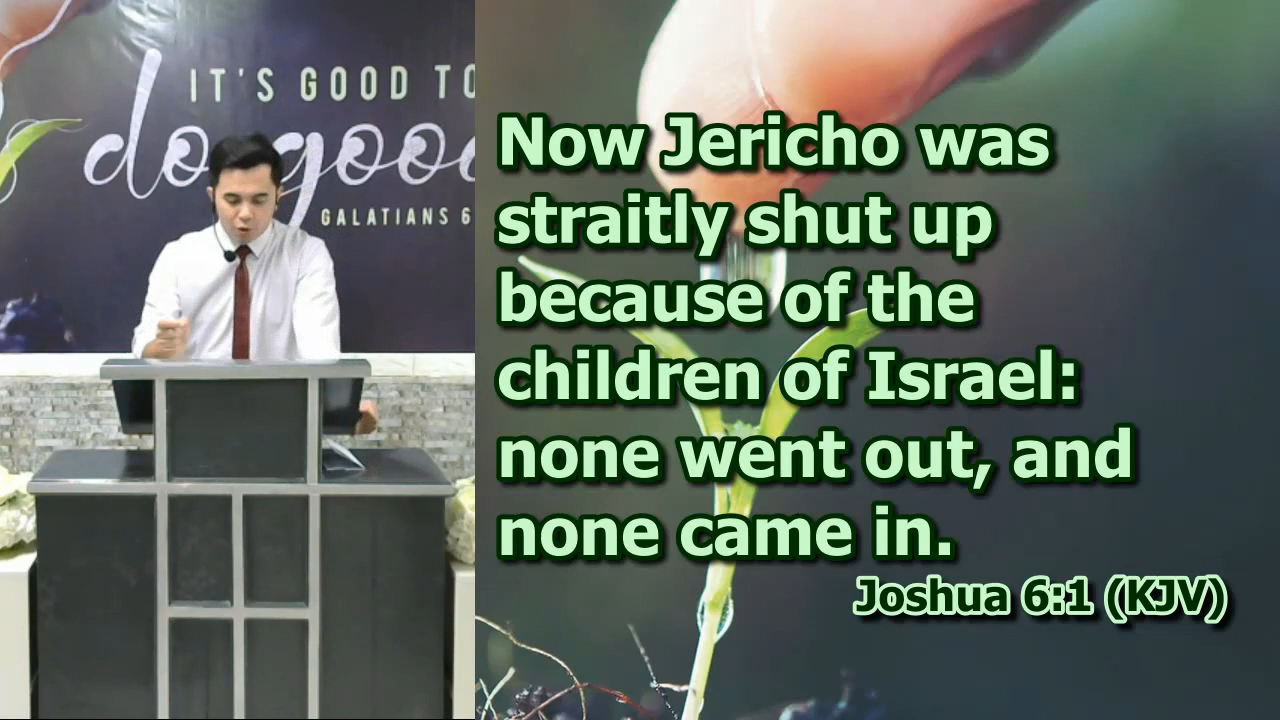 IT'S GOOD TO
do good
GALATIANS 6
Now Jericho was
straitly shut up
because of the
children of Israel:
none went out, and
none came in.
Joshua 6:1 (KJV)